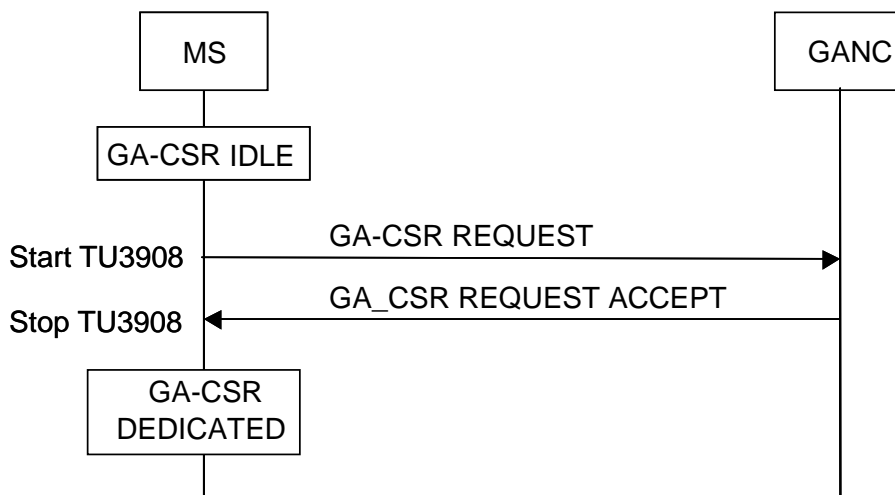 MS
GANC
GA-CSR IDLE
GA-CSR REQUEST
Start TU3908
GA_CSR REQUEST ACCEPT
Stop TU3908
GA-CSR
DEDICATED